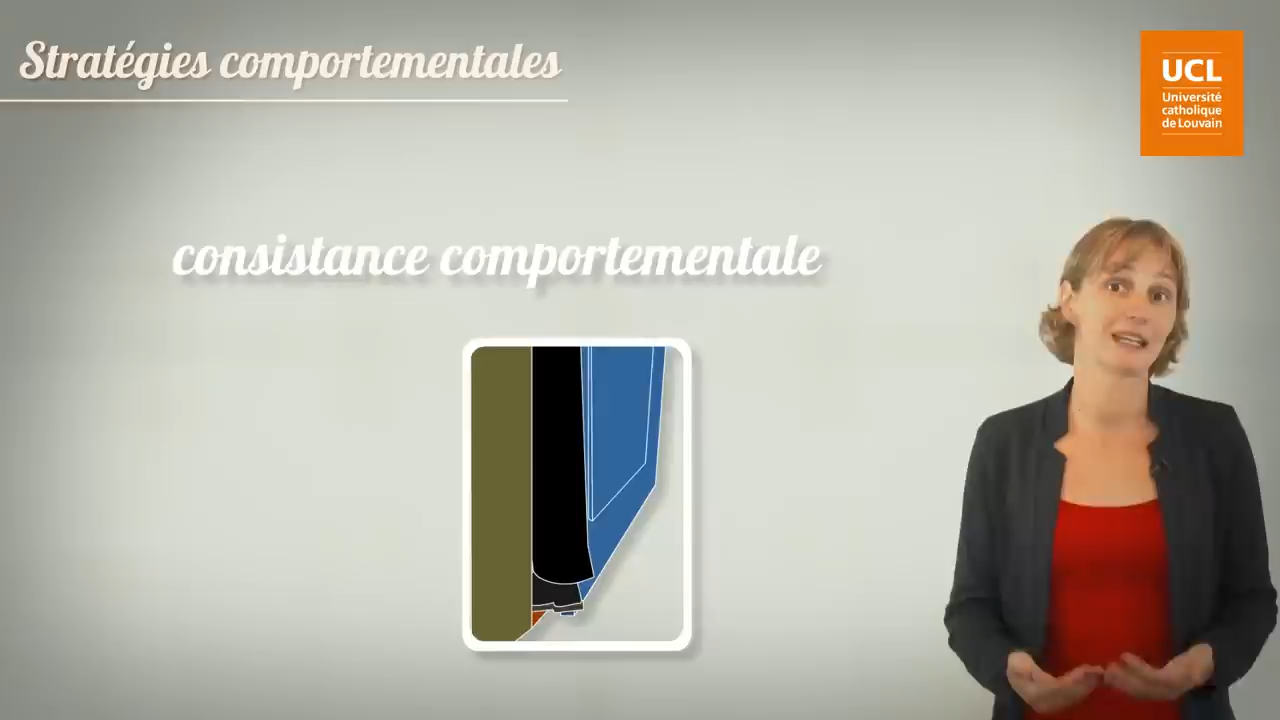 Stratégies comportementales
UCL
Université
catholique
de Louvain
consistance comportementale